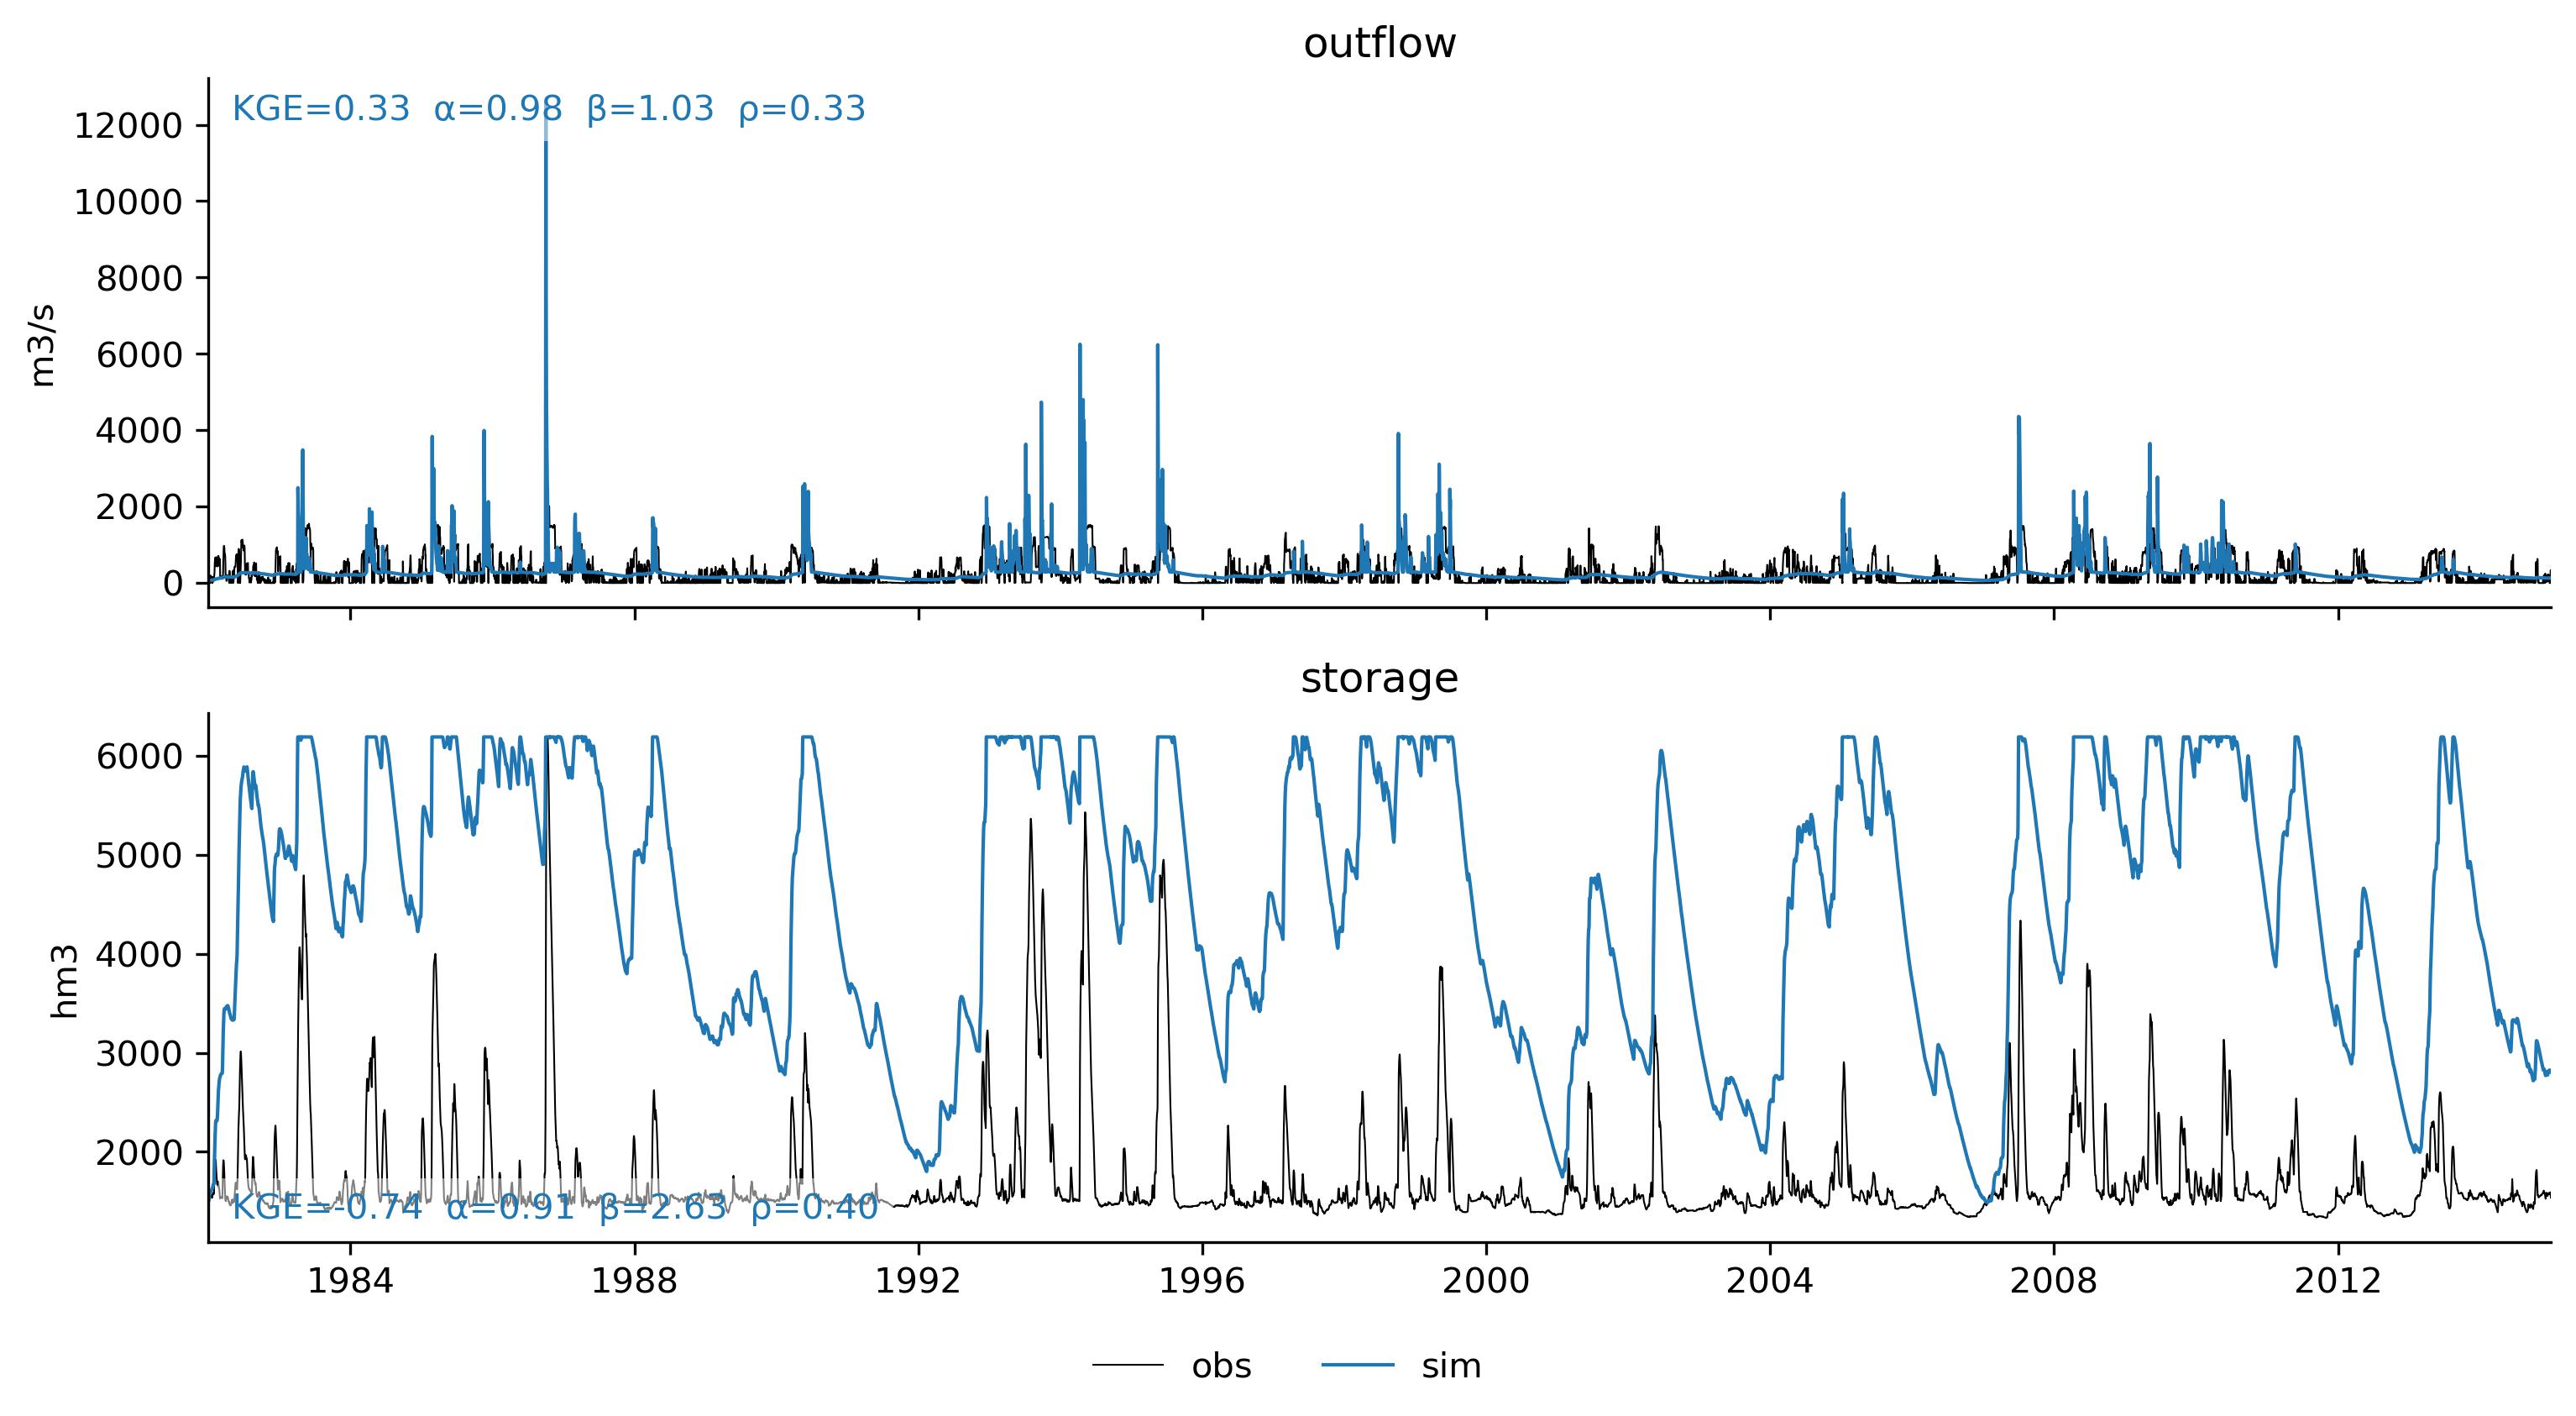 outflow
KGE=0.33 α=0.98 β=1.03 ρ=0.33
12000
10000
8000
6000
4000
2000
0
m3/s
storage
6000
5000
4000
3000
2000
hm3
KGE=-0.74 α=0.91 β=2.63 ρ=0.40
1984 1988 1992 1996 2000 2004 2008 2012
obs sim